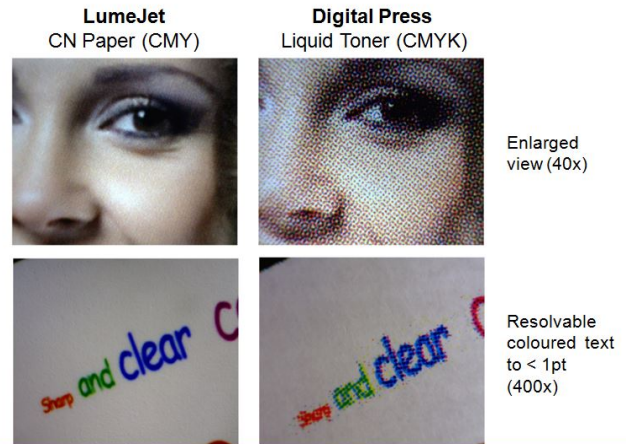 LumeJet
CN Paper (CMY)
Digital Press
Liquid Toner (CMYK)
Enlarged
view (40x)
Sharp and clear
Sharp and clear
Resolvable
coloured text
to < 1pt
(400x)